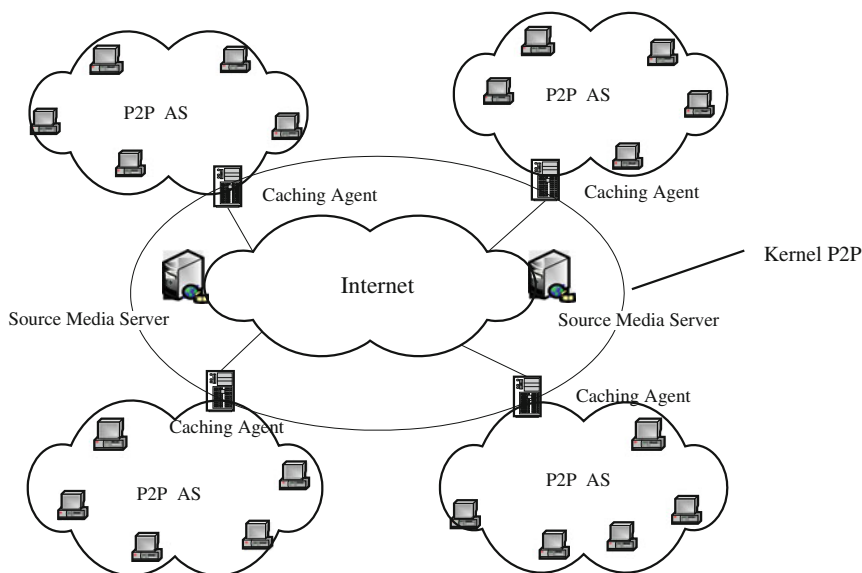 P2P AS
P2P AS
Caching Agent
Caching Agent
Kernel P2P
Internet
Source Media Server
Source Media Server
Caching Agent
Caching Agent
P2P AS
P2P AS